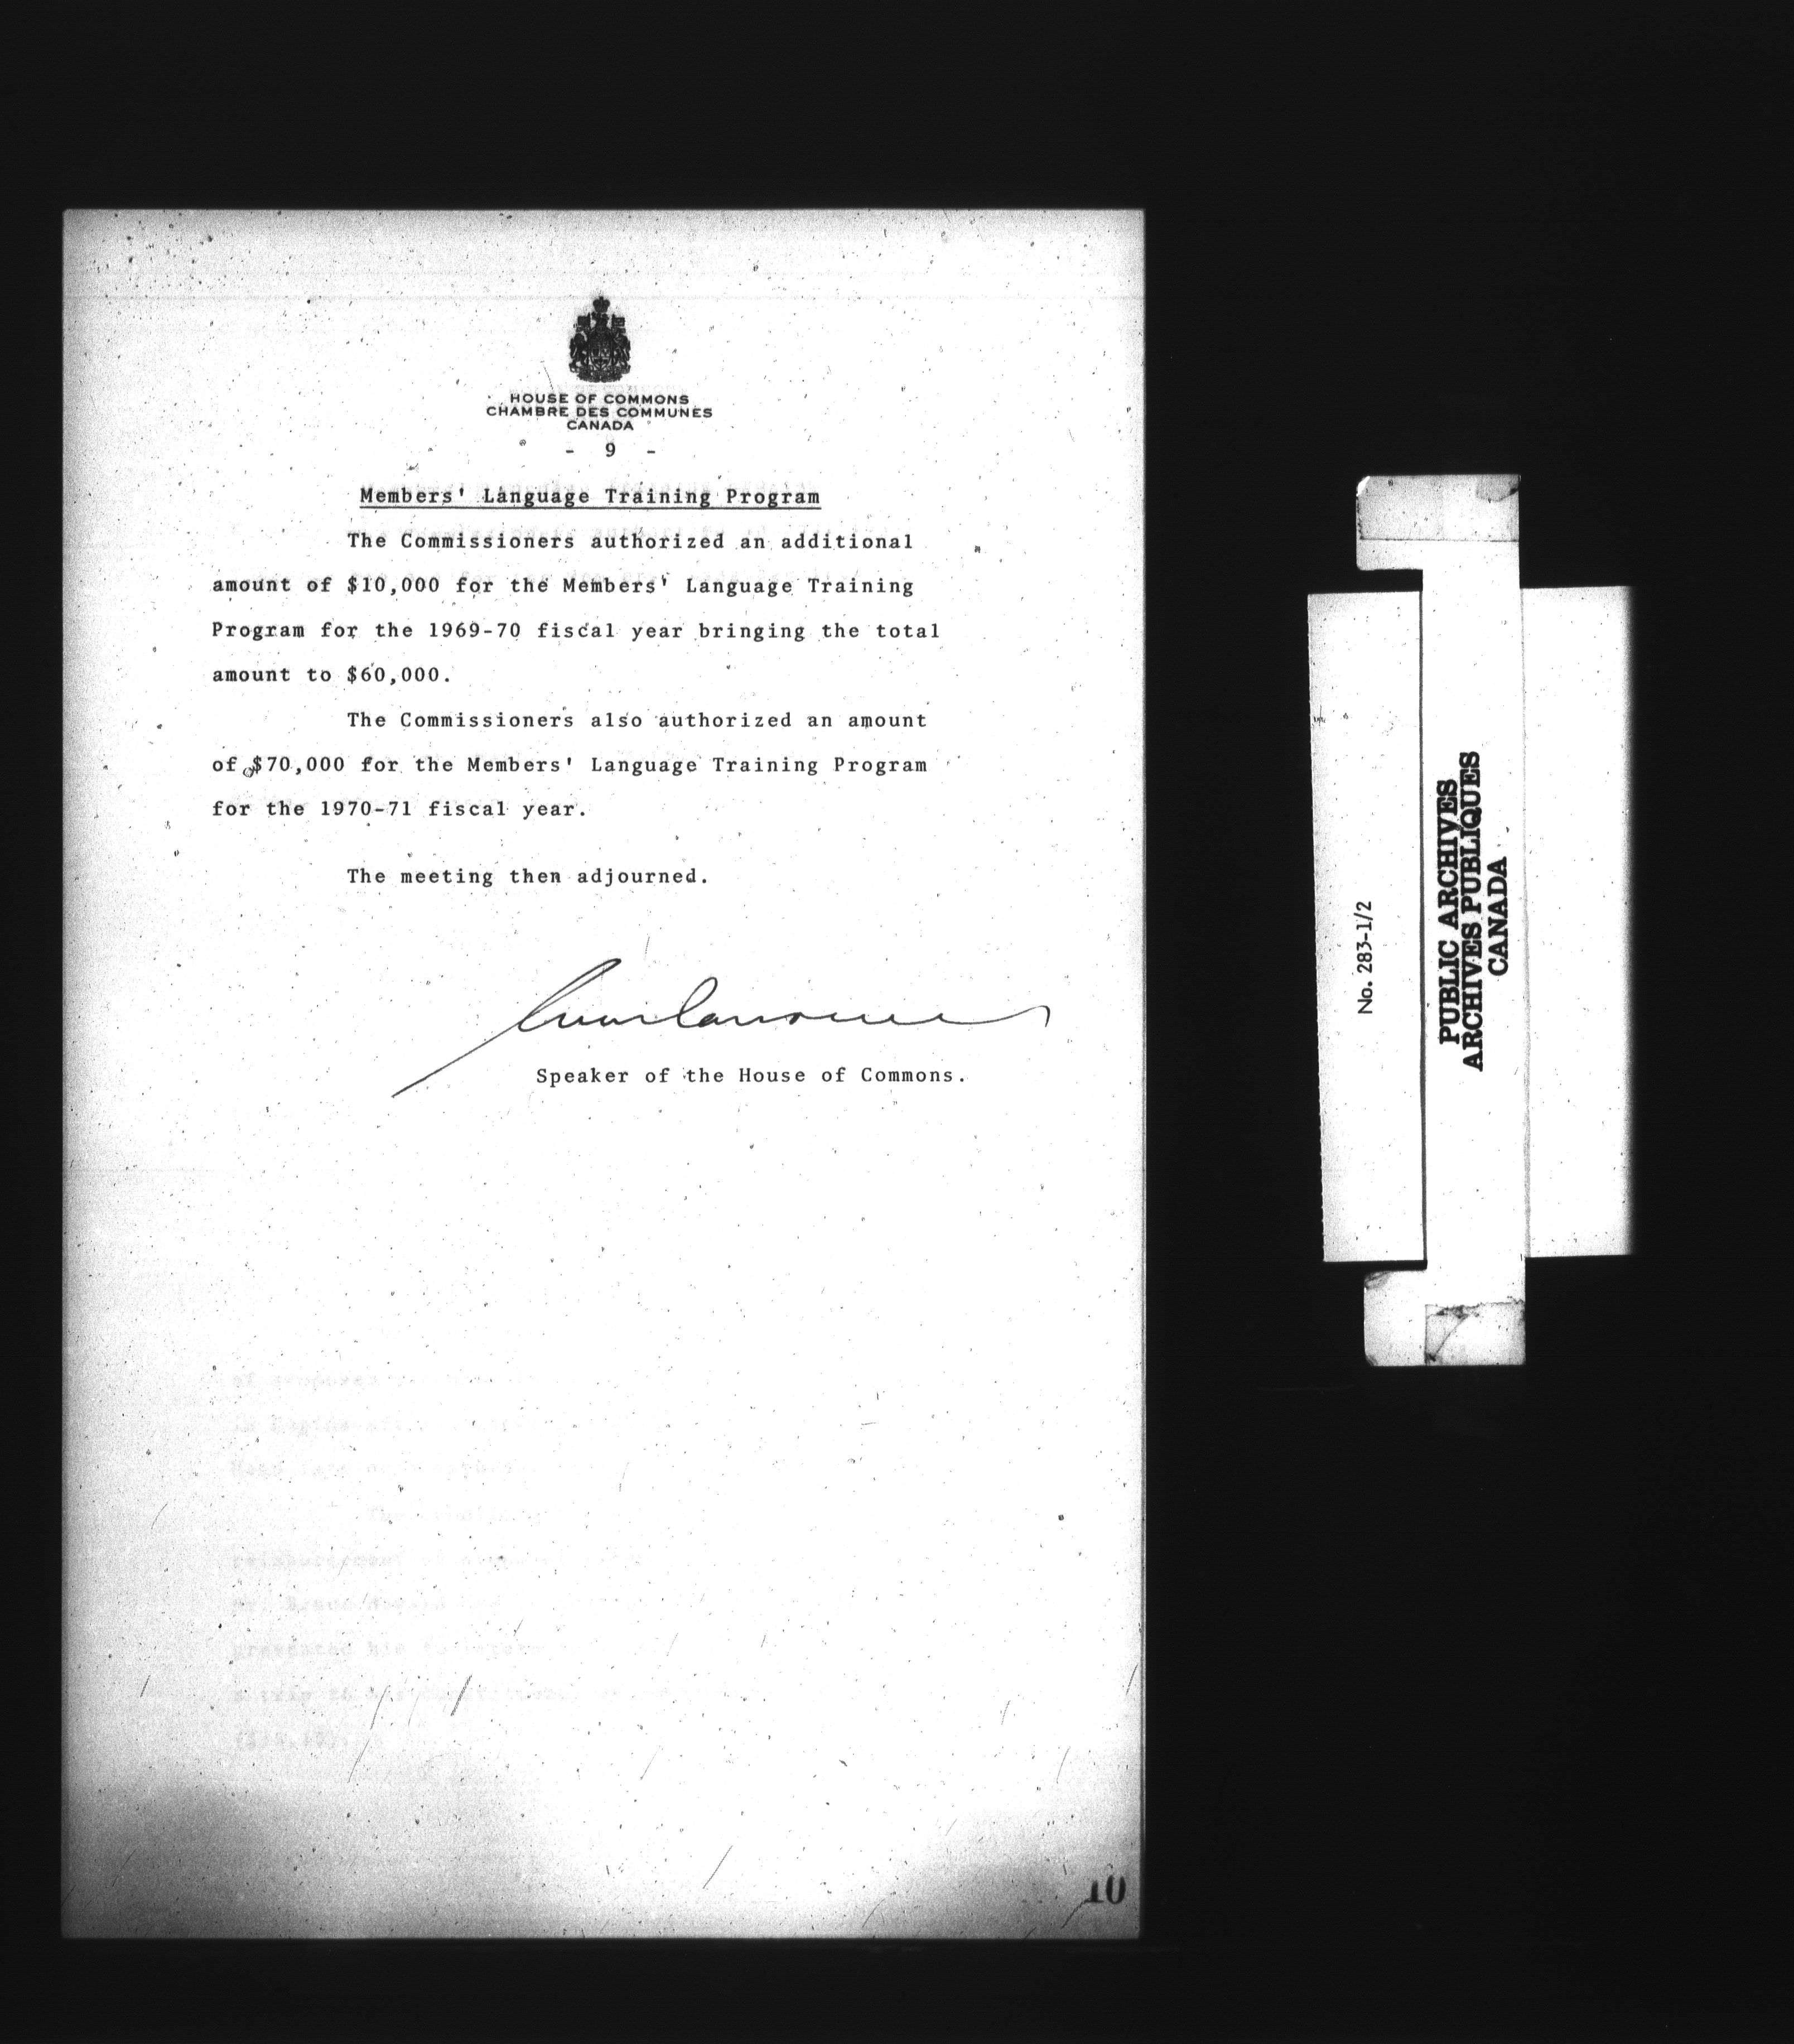 HOUSE OF COMMONS
CHAMBRE DES COMMUNES
CANADA
- 9 -
Members' Language Training Program
The Commissioners authorized an additional
amount of $10,000 for the Members' Language Training
Program for the 1969-70 fiscal year bringing the total
amount to $60,000.
The Commissioners also authorized an amount
of $70,000 for the Members' Language Training Program
for the 1970-71 fiscal year.
The meeting then adjourned.
Speaker of the House of Commons.
10
No. 283-1/2
PUBLIC ARCHIVES
ARCHIVES PUBLIQUES
CANADA